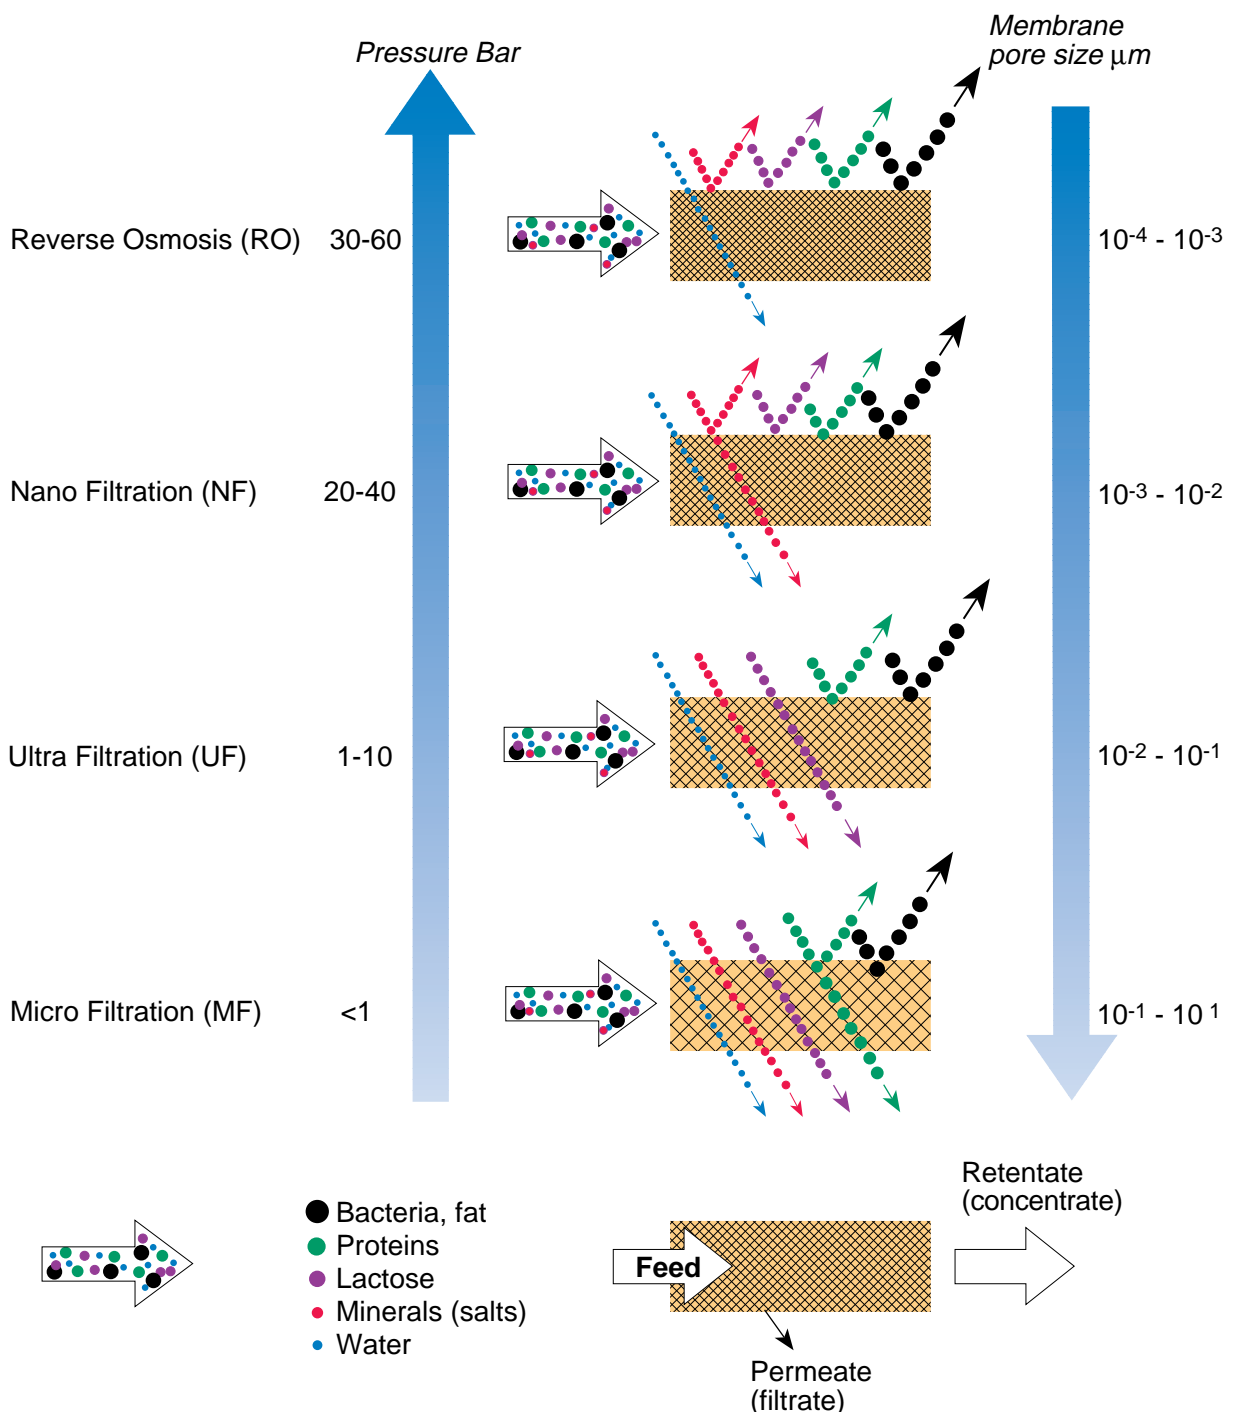 Pressure Bar
Membrane
pore size μm
Reverse Osmosis (RO) 30-60 10-4 - 10-3
Nano Filtration (NF) 20-40 10-3 - 10-2
Ultra Filtration (UF) 1-10 10-2 - 10-1
Micro Filtration (MF) <1 10-1 - 10 1
Retentate
(concentrate)
Bacteria, fat
Proteins
Lactose
Minerals (salts)
Water
Feed
Permeate
(filtrate)